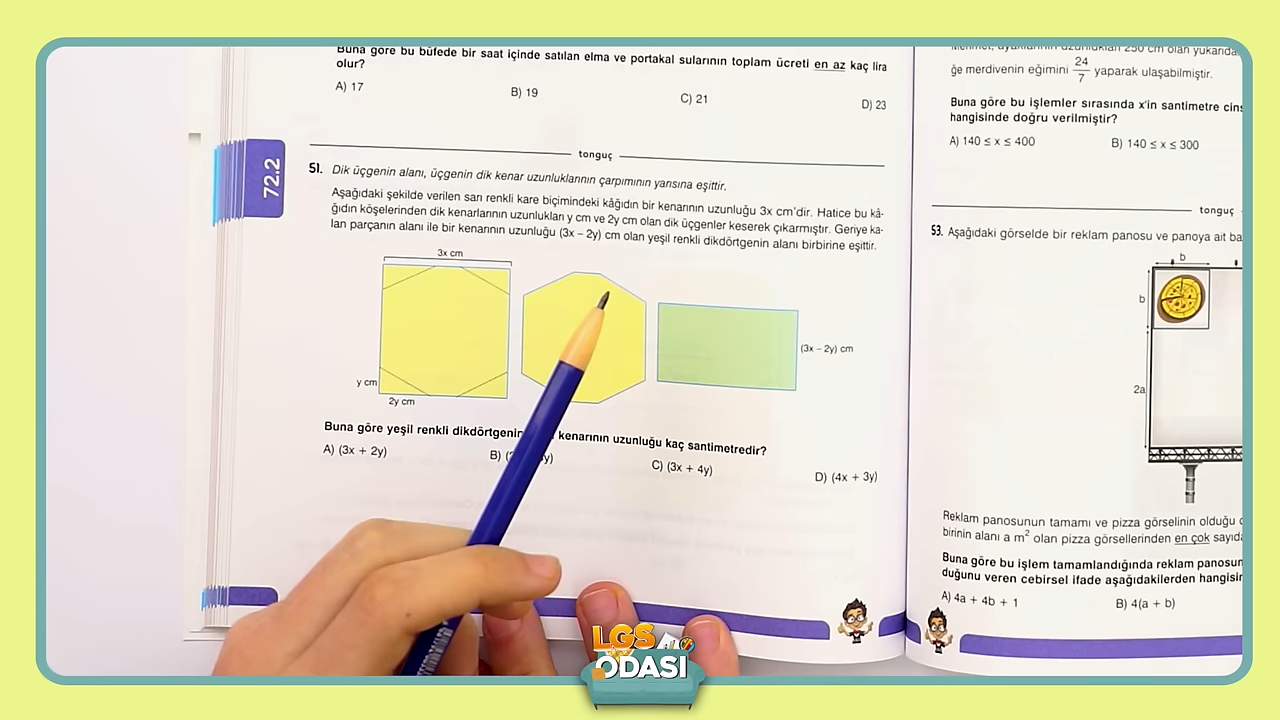 Buna göre bu büfede bir saat içinde satılan elma ve portakal sularının toplam ücreti en az kaç lira
olur?
A) 17
B) 19
C) 21
D) 23
tonguç
72.2
51. Dik üçgenin alanı, üçgenin dik kenar uzunluklarının çarpımının yarısına eşittir.
Aşağıdaki şekilde verilen sarı renkli kare biçimindeki kâğıdın bir kenarının uzunluğu 3x cm'dir. Hatice bu kâ-
ğıdın köşelerinden dik kenarlarının uzunlukları y cm ve 2y cm olan dik üçgenler keserek çıkarmıştır. Geriye ka-
lan parçanın alanı ile bir kenarının uzunluğu (3x – 2y) cm olan yeşil renkli dikdörtgenin alanı birbirine eşittir.
3x cm
(3x – 2y) cm
y cm
2y cm
Buna göre yeşil renkli dikdörtgenin kenarının uzunluğu kaç santimetredir?
A) (3x + 2y)
B)
C) (3x + 4y)
D) (4x + 3y)
250 cm olan yukarıda
ğe merdivenin eğimini 24/7 yaparak ulaşabilmiştir.
Buna göre bu işlemler sırasında x'in santimetre cins
hangisinde doğru verilmiştir?
A) 140 ≤ x ≤ 400
B) 140 ≤ x ≤ 300
tonguç
53. Aşağıdaki görselde bir reklam panosu ve panoya ait ba
b
b
2a
Reklam panosunun tamamı ve pizza görselinin olduğu
birinin alanı a m² olan pizza görsellerinden en çok sayıda
Buna göre bu işlem tamamlandığında reklam panosun
duğunu veren cebirsel ifade aşağıdakilerden hangisi
A) 4a + 4b + 1
B) 4(a + b)
LGS
ODASI